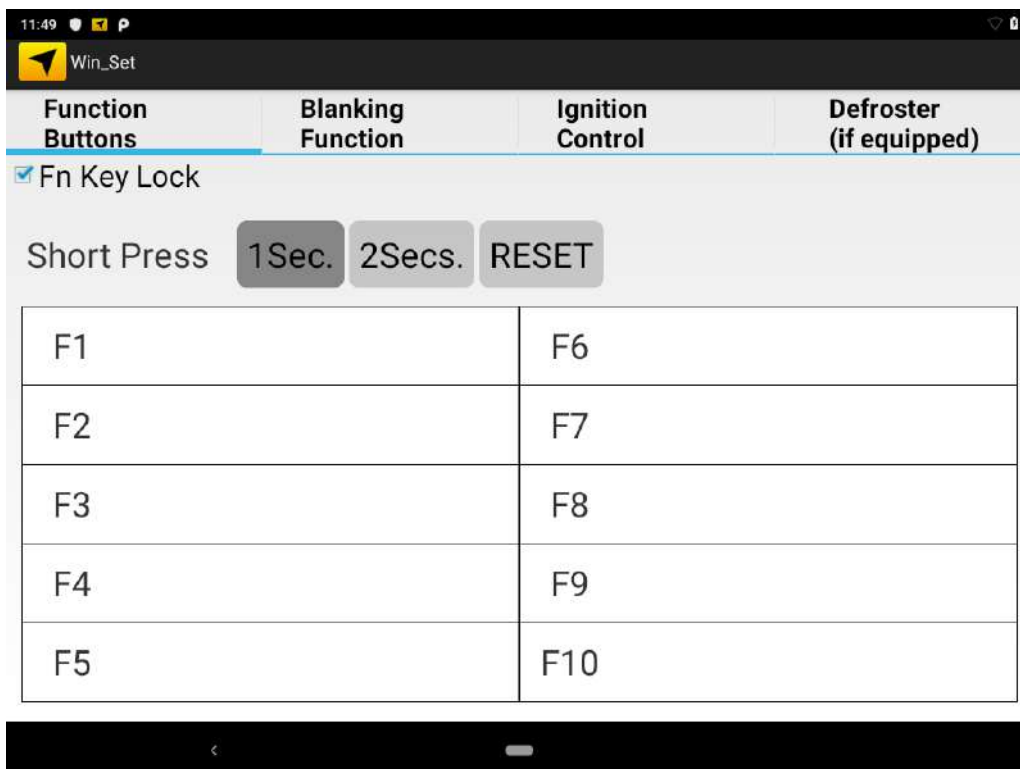 11:49
Win_Set
Function Buttons
Blanking Function
Ignition Control
Defroster (if equipped)
Fn Key Lock
Short Press 1Sec. 2Secs. RESET
F1 F6
F2 F7
F3 F8
F4 F9
F5 F10